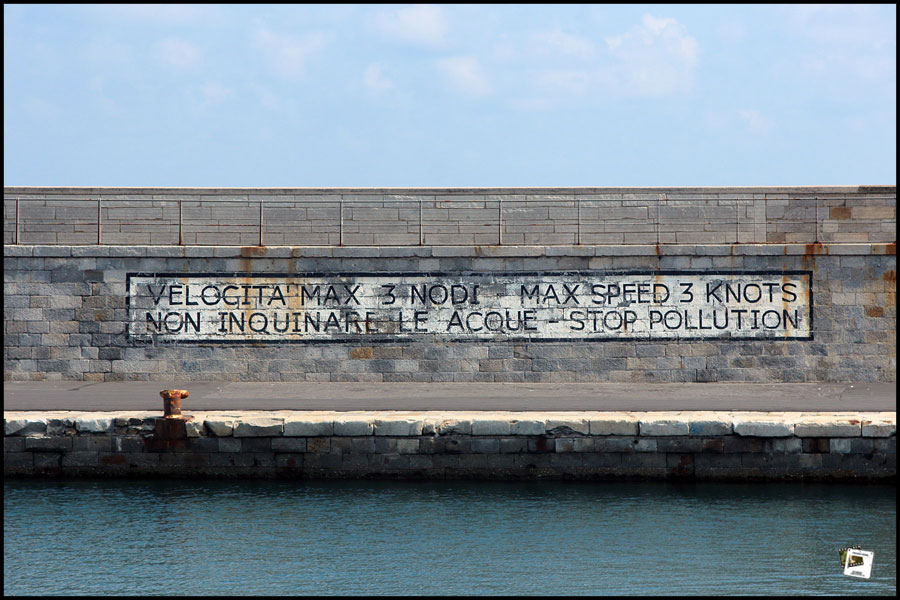 VELOCITA' MAX 3 NODI - MAX SPEED 3 KNOTS
NON INQUINARE LE ACQUE - STOP POLLUTION